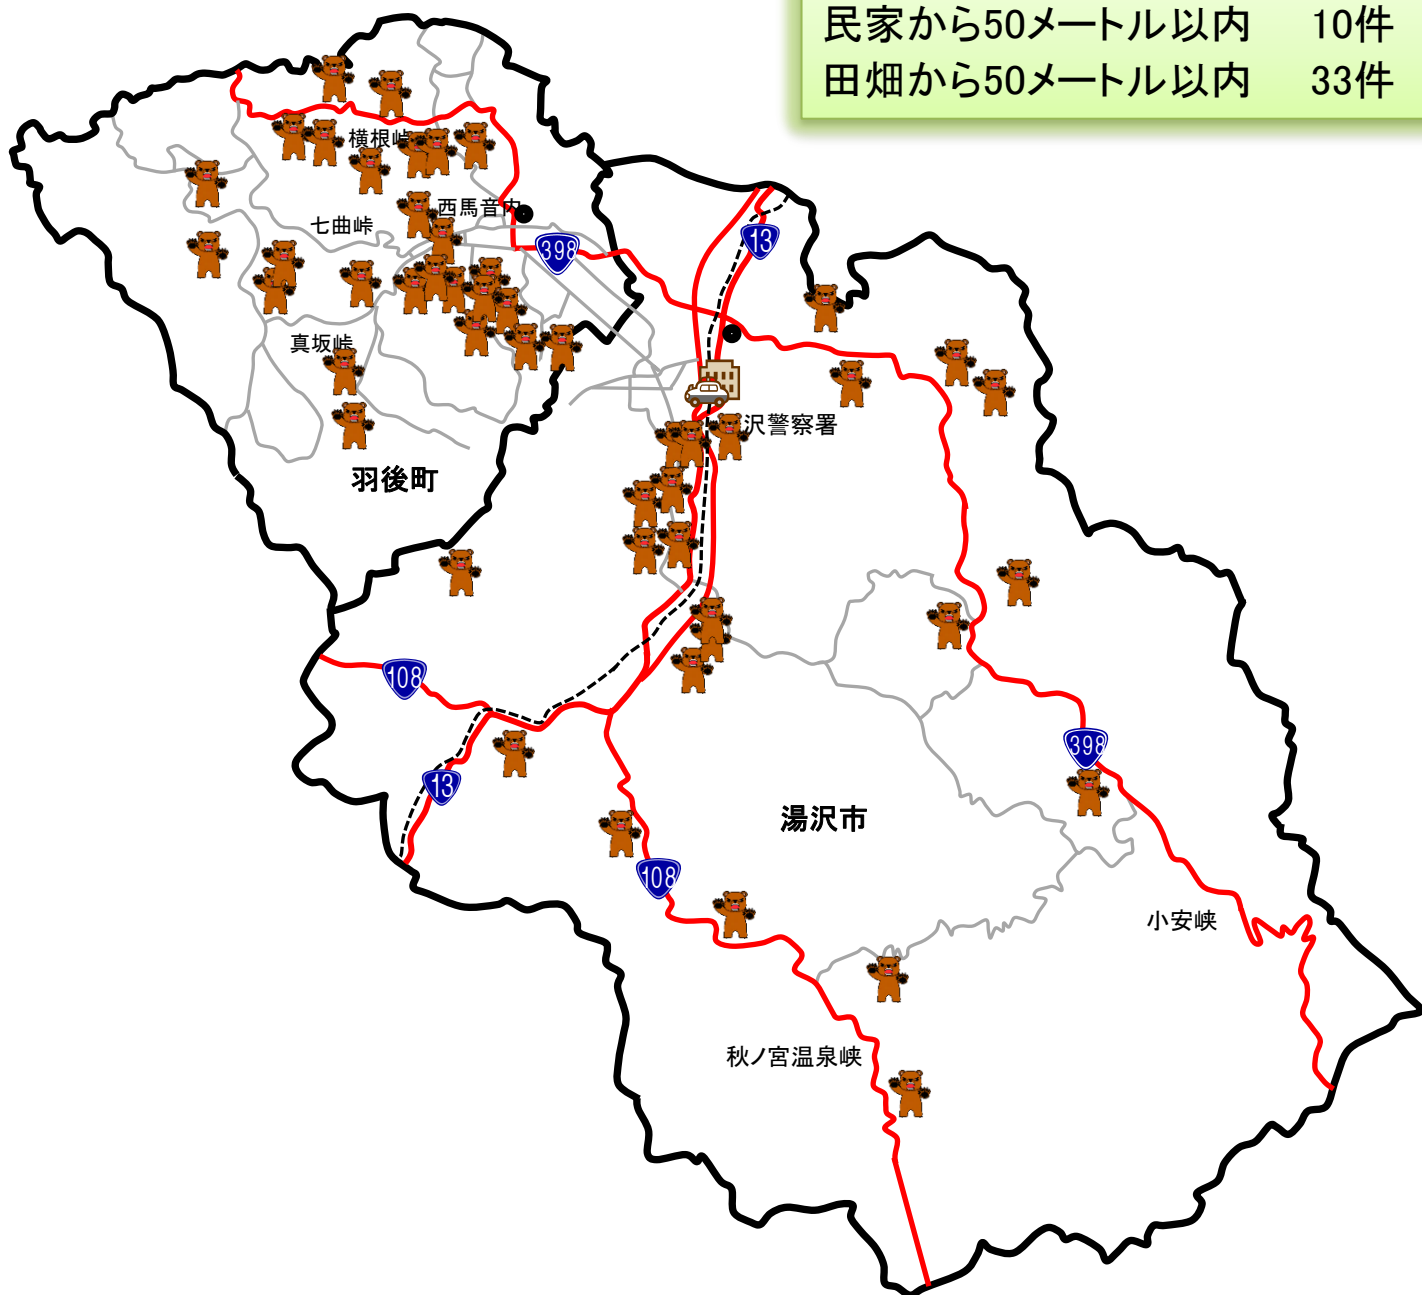 民家から50メートル以内 10件
田畑から50メートル以内 33件
横根峠
西馬音内
七曲峠
398
13
真坂峠
沢警察署
羽後町
108
398
13
湯沢市
108
小安峡
秋ノ宮温泉峡